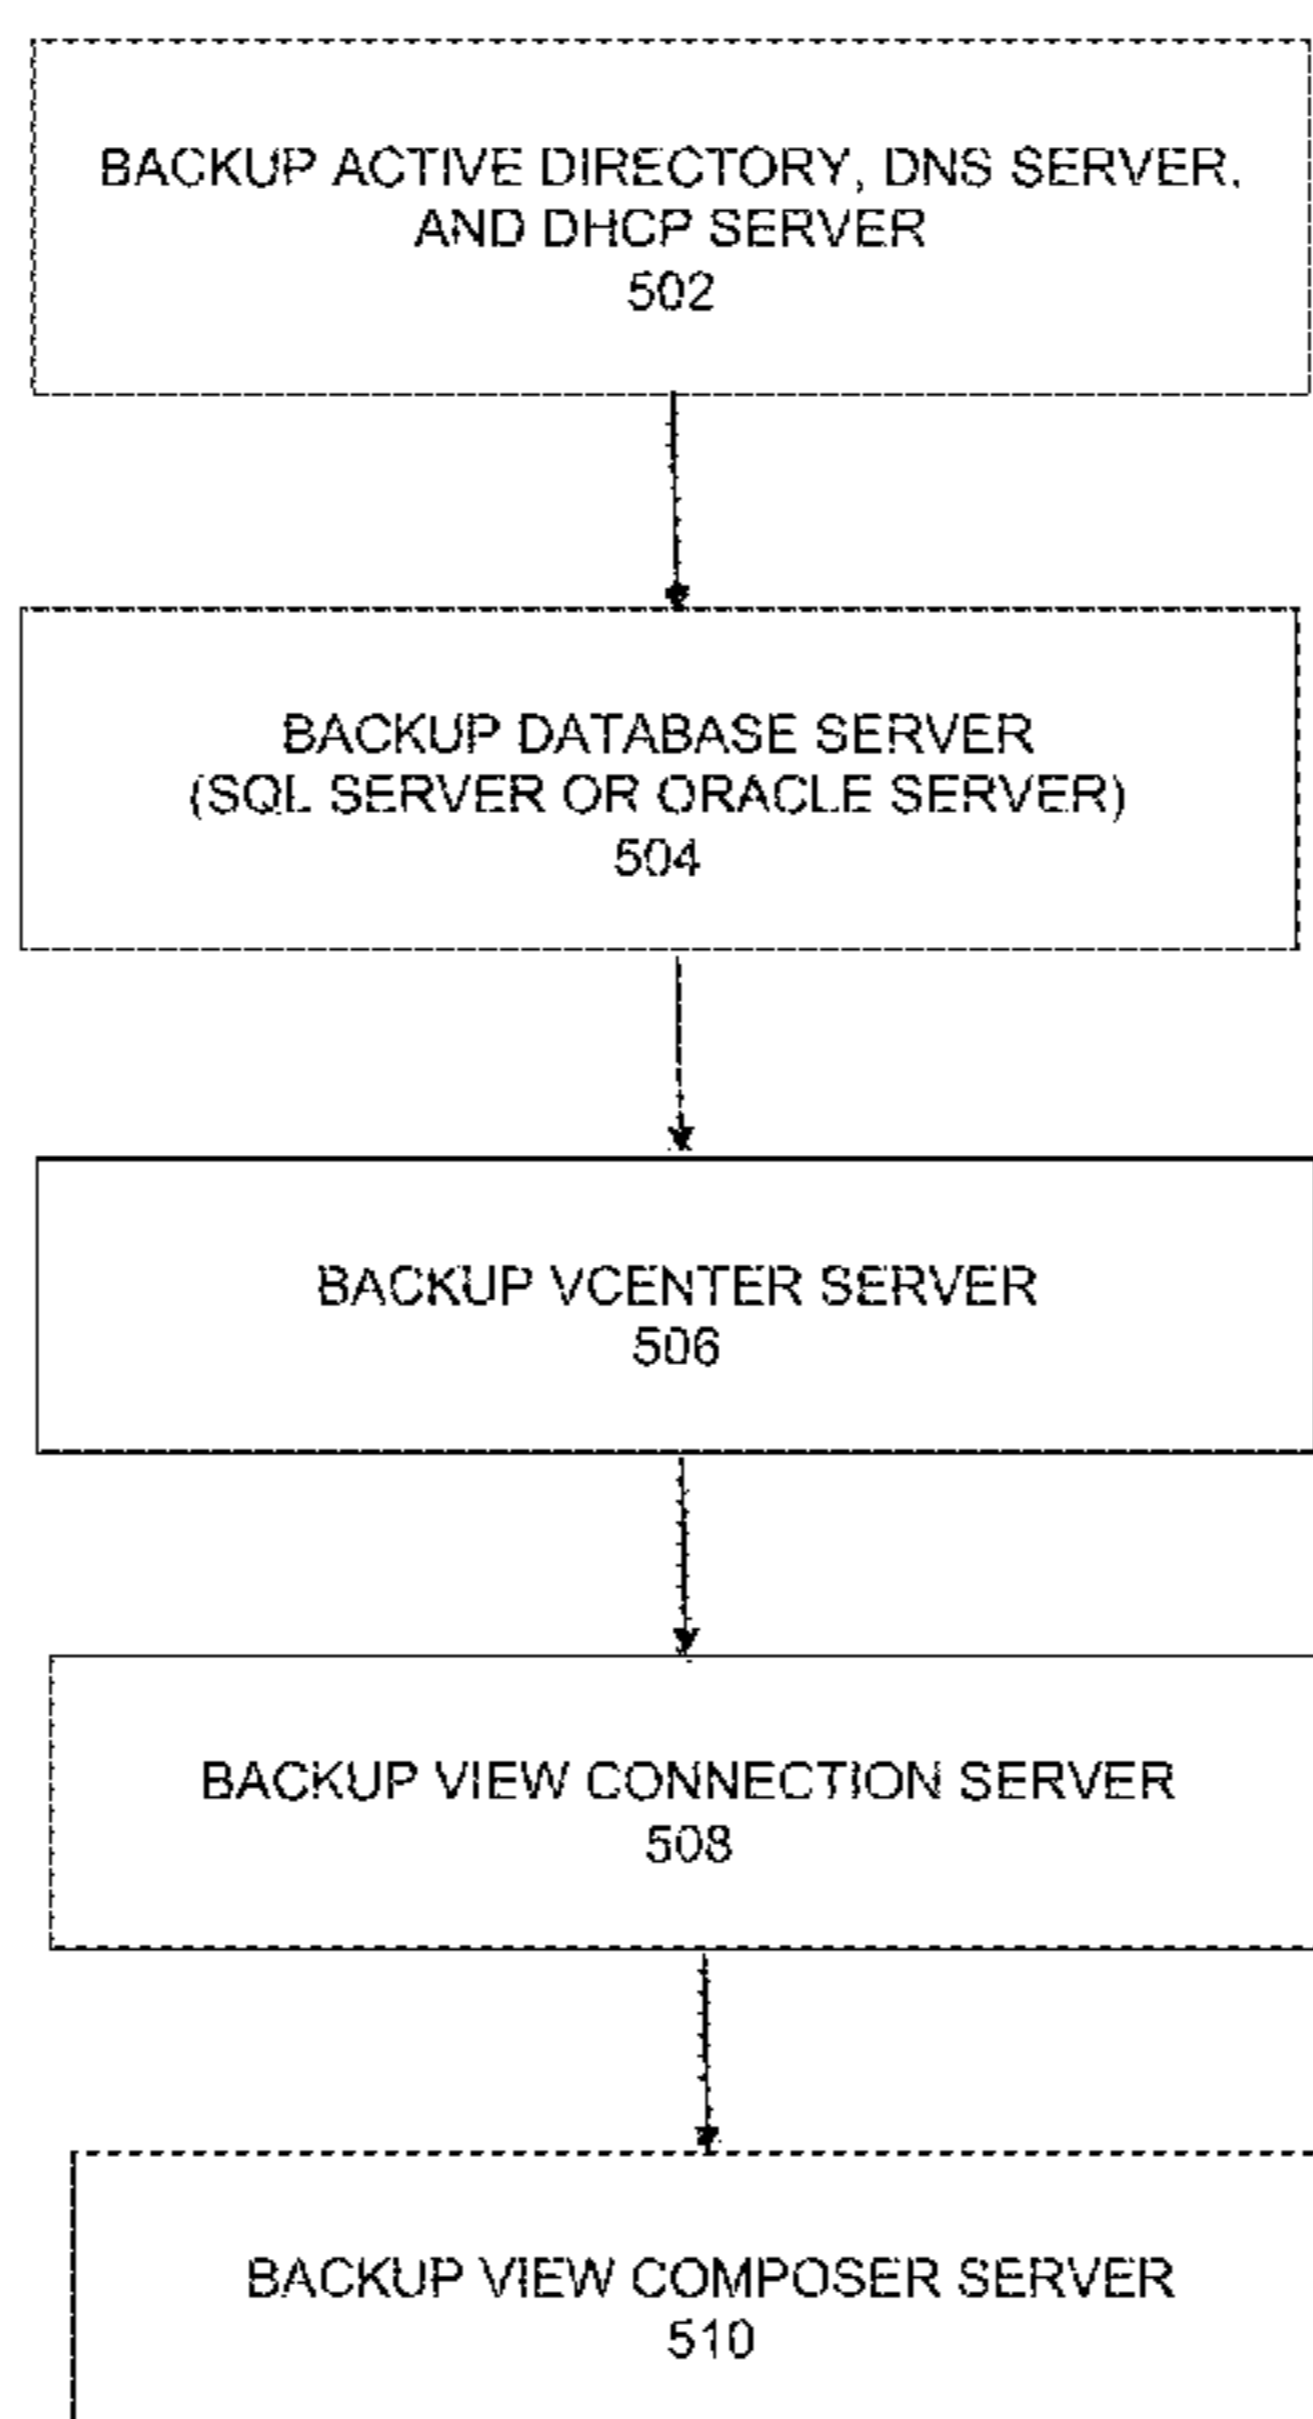 BACKUP ACTIVE DIRECTORY, DNS SERVER,
AND DHCP SERVER
502
BACKUP DATABASE SERVER
(SQL SERVER OR ORACLE SERVER)
504
BACKUP VCENTER SERVER
506
BACKUP VIEW CONNECTION SERVER
508
BACKUP VIEW COMPOSER SERVER
510